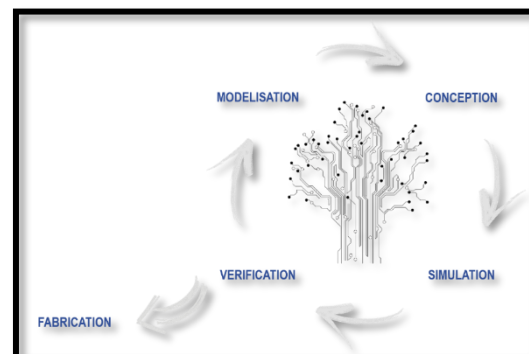 MODELISATION
CONCEPTION
VERIFICATION
SIMULATION
FABRICATION